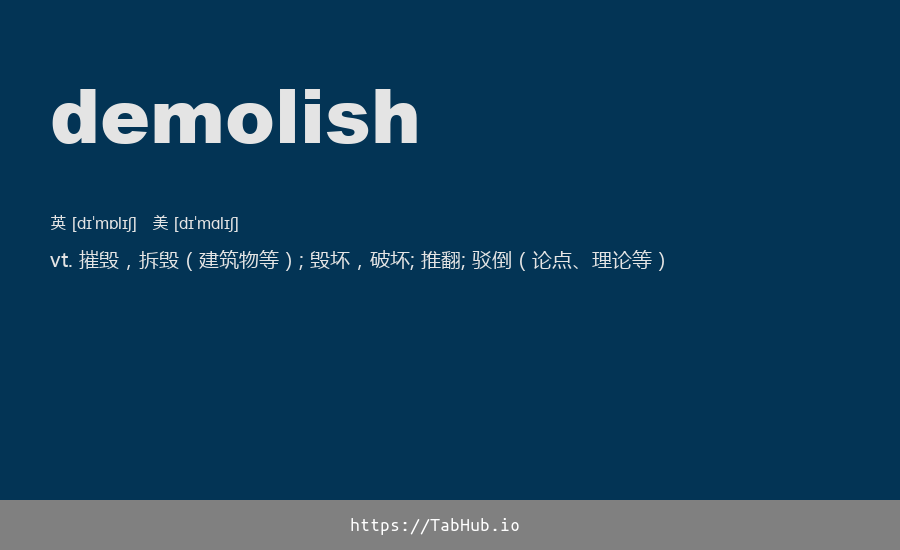 demolish
英 [dɪˈmɒlɪʃ] 美 [dɪˈmɑlɪʃ]
vt. 摧毁，拆毁（建筑物等）; 毁坏，破坏; 推翻; 驳倒（论点、理论等）
https://TabHub.io